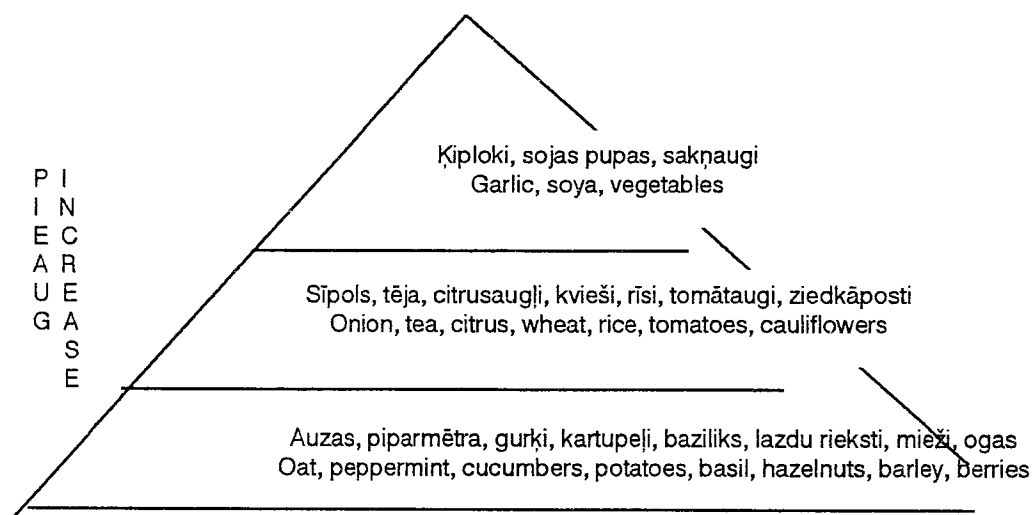 Ķiploki, sojas pupas, sakņaugi
Garlic, soya, vegetables
PIEAUG
INCREASE
Sīpols, tēja, citrusaugļi, kvieši, rīsi, tomātaugi, ziedkāposti
Onion, tea, citrus, wheat, rice, tomatoes, cauliflowers
Auzas, piparmētra, gurķi, kartupeļi, baziliks, lazdu rieksti, mieži, ogas
Oat, peppermint, cucumbers, potatoes, basil, hazelnuts, barley, berries